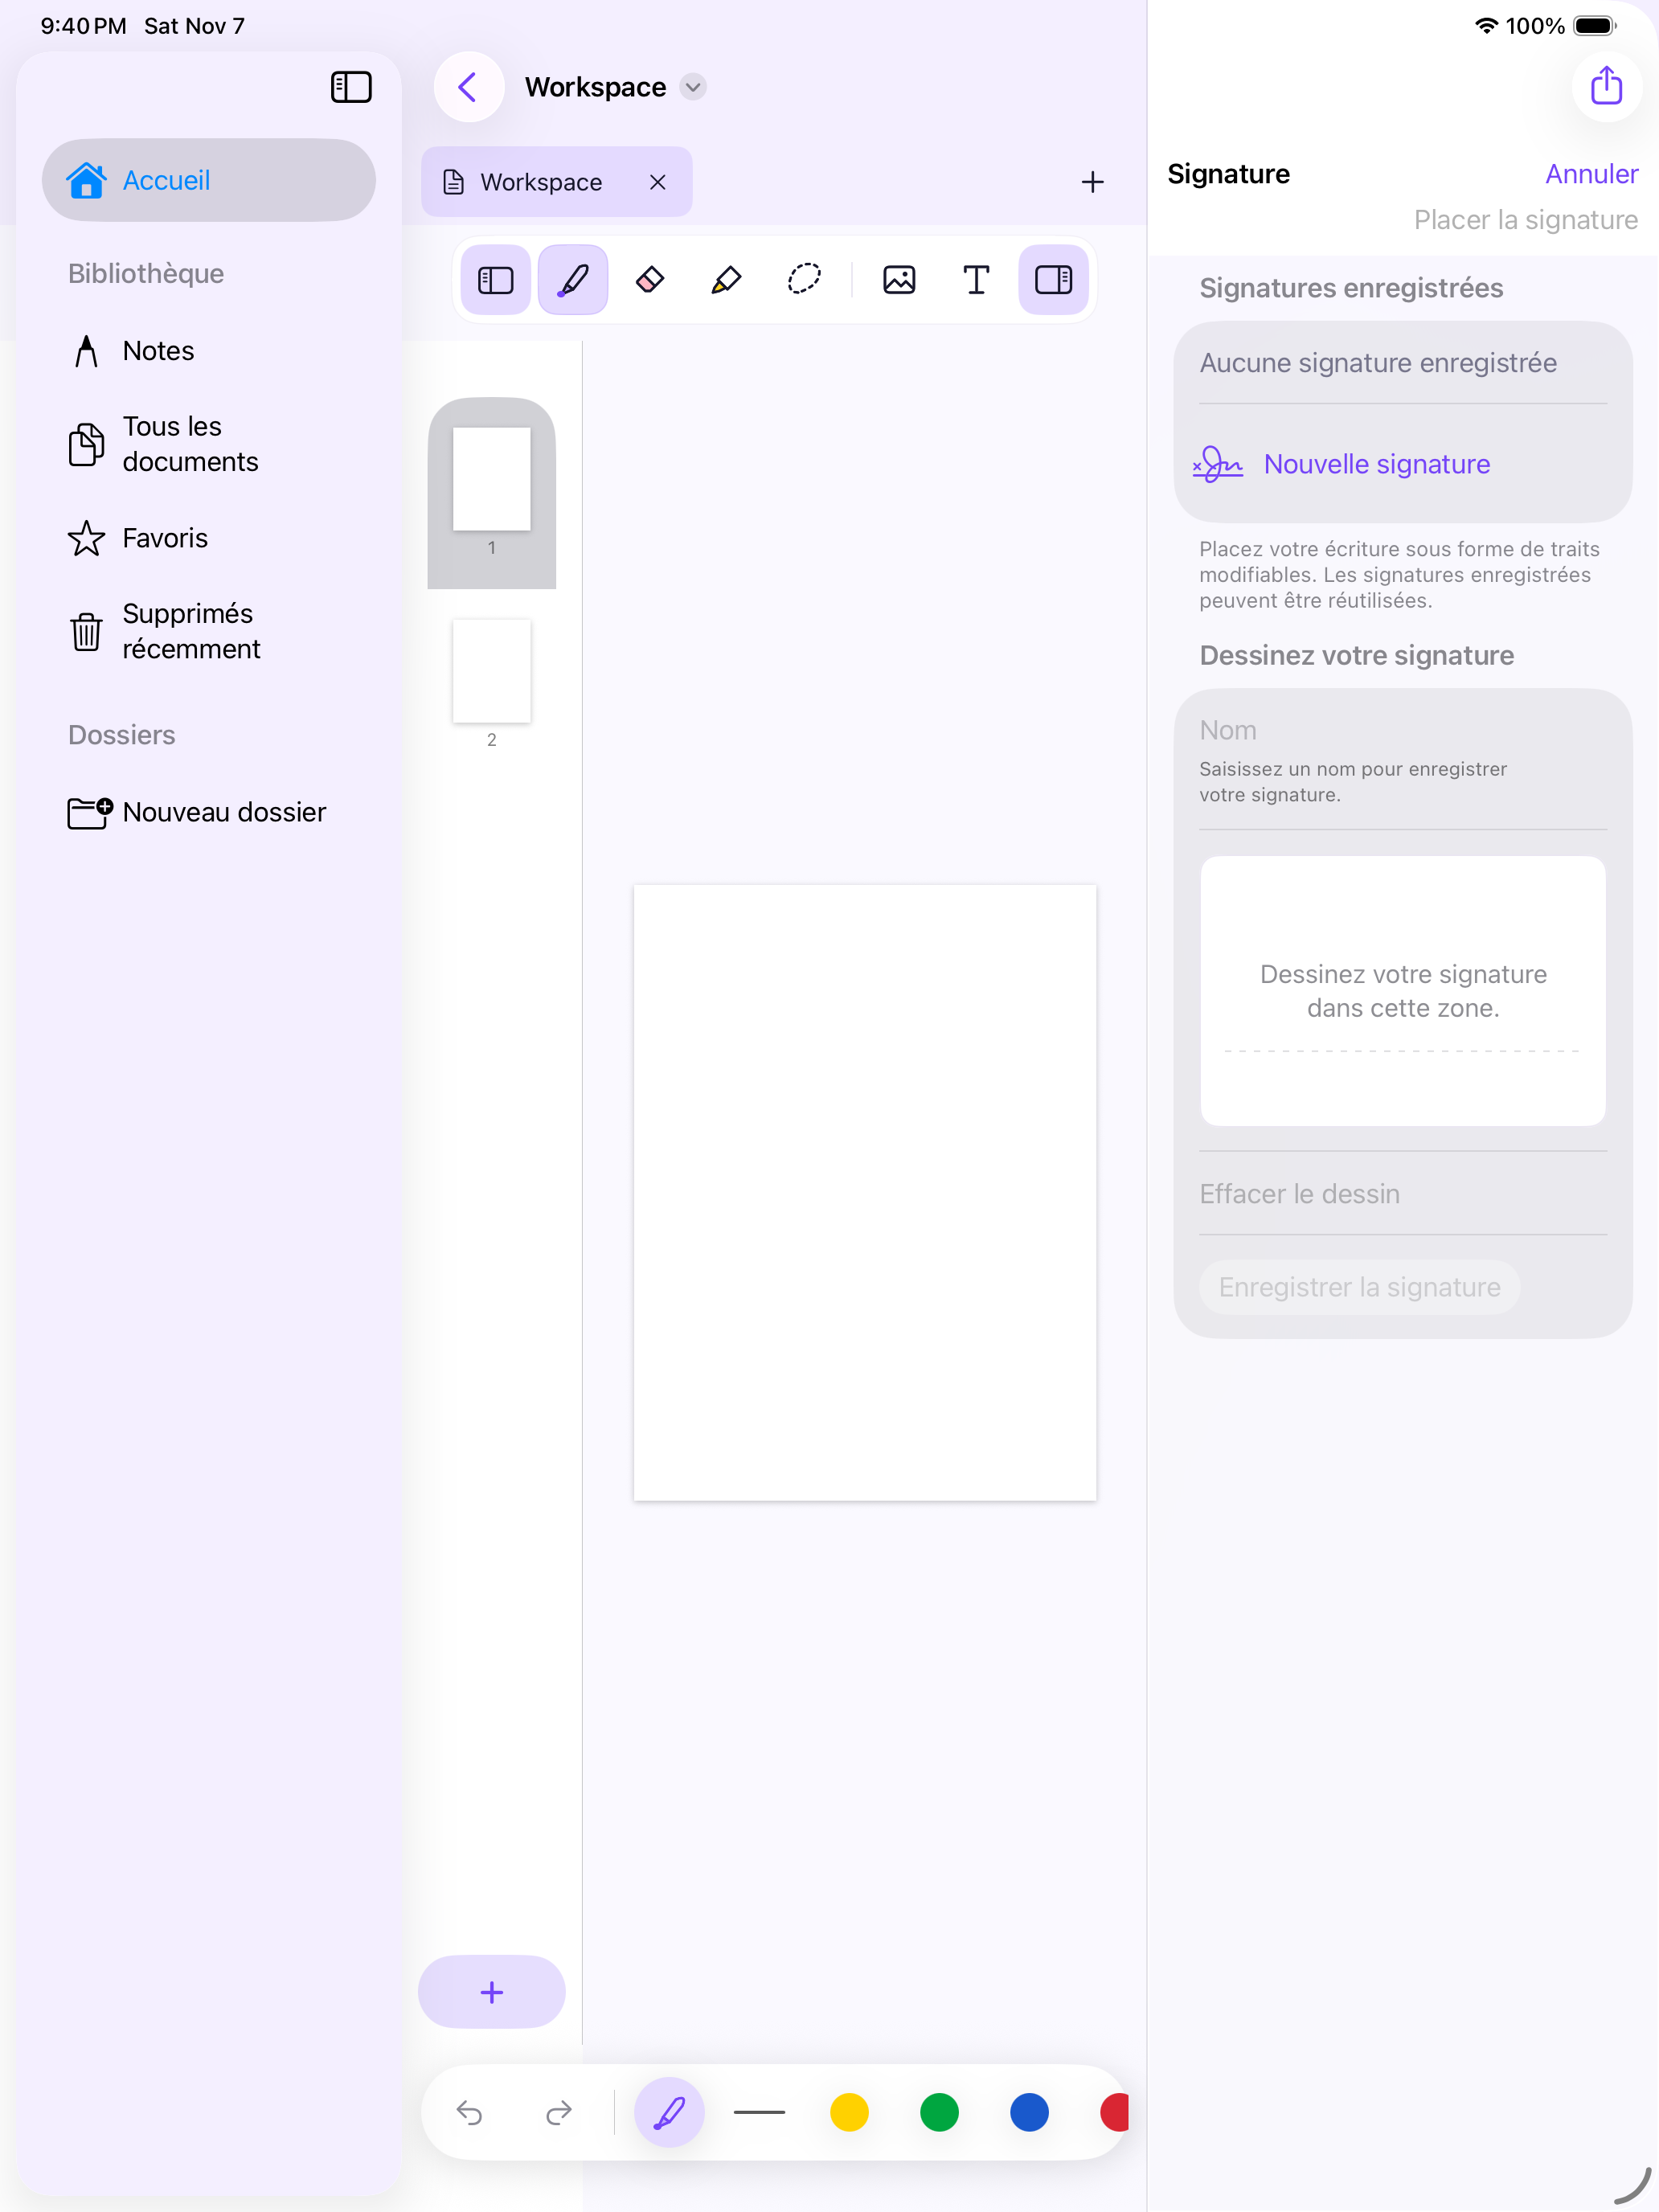 9:40 PM Sat Nov 7
100%
Accueil
Bibliothèque
Notes
Tous les
documents
Favoris
Supprimés
récemment
Dossiers
Nouveau dossier
Workspace
Workspace
1
2
Signature
Annuler
Placer la signature
Signatures enregistrées
Aucune signature enregistrée
Nouvelle signature
Placez votre écriture sous forme de traits
modifiables. Les signatures enregistrées
peuvent être réutilisées.
Dessinez votre signature
Nom
Saisissez un nom pour enregistrer
votre signature.
Dessinez votre signature
dans cette zone.
Effacer le dessin
Enregistrer la signature